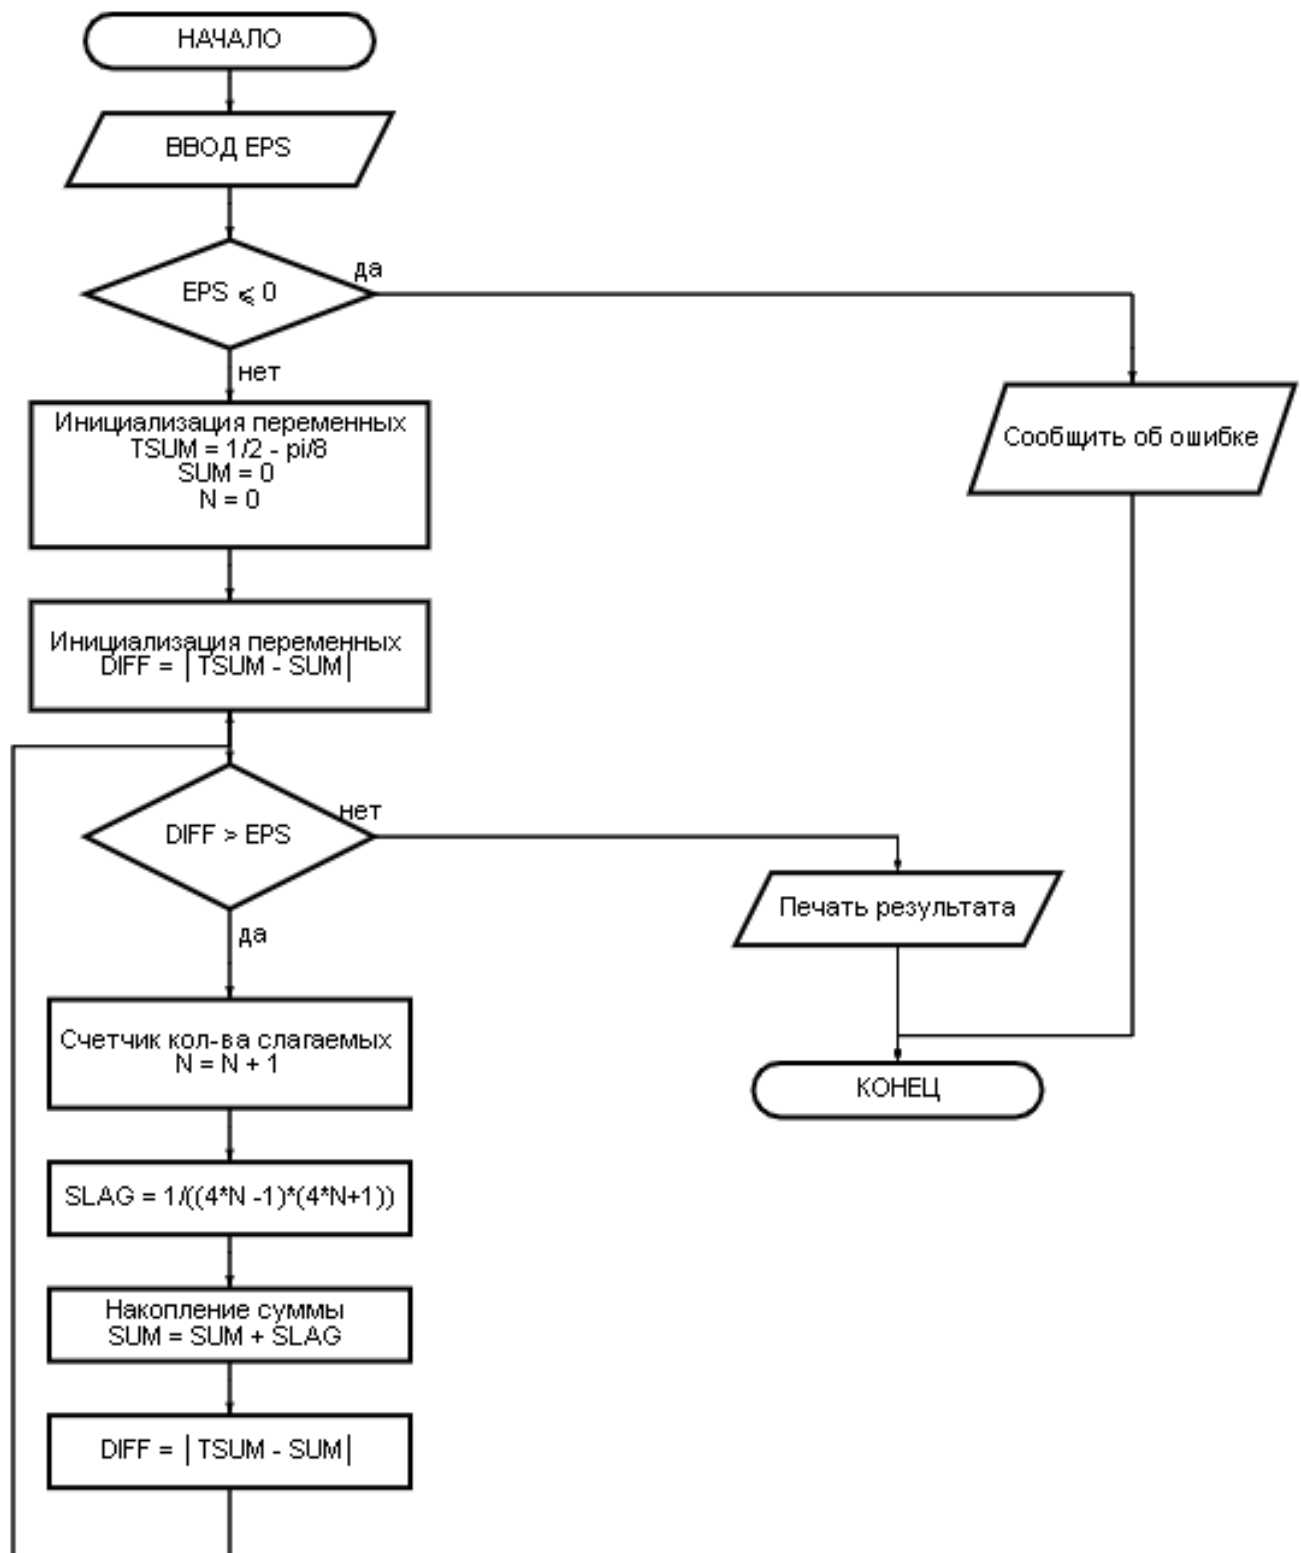 НАЧАЛО
ВВОД EPS
да
EPS ⩽ 0
нет
Инициализация переменных
TSUM = 1/2 - pi/8
SUM = 0
N = 0
Сообщить об ошибке
Инициализация переменных
DIFF = | TSUM - SUM |
нет
DIFF > EPS
да
Печать результата
Счетчик кол-ва слагаемых
N = N + 1
КОНЕЦ
SLAG = 1/((4*N -1)*(4*N+1))
Накопление суммы
SUM = SUM + SLAG
DIFF = | TSUM - SUM |